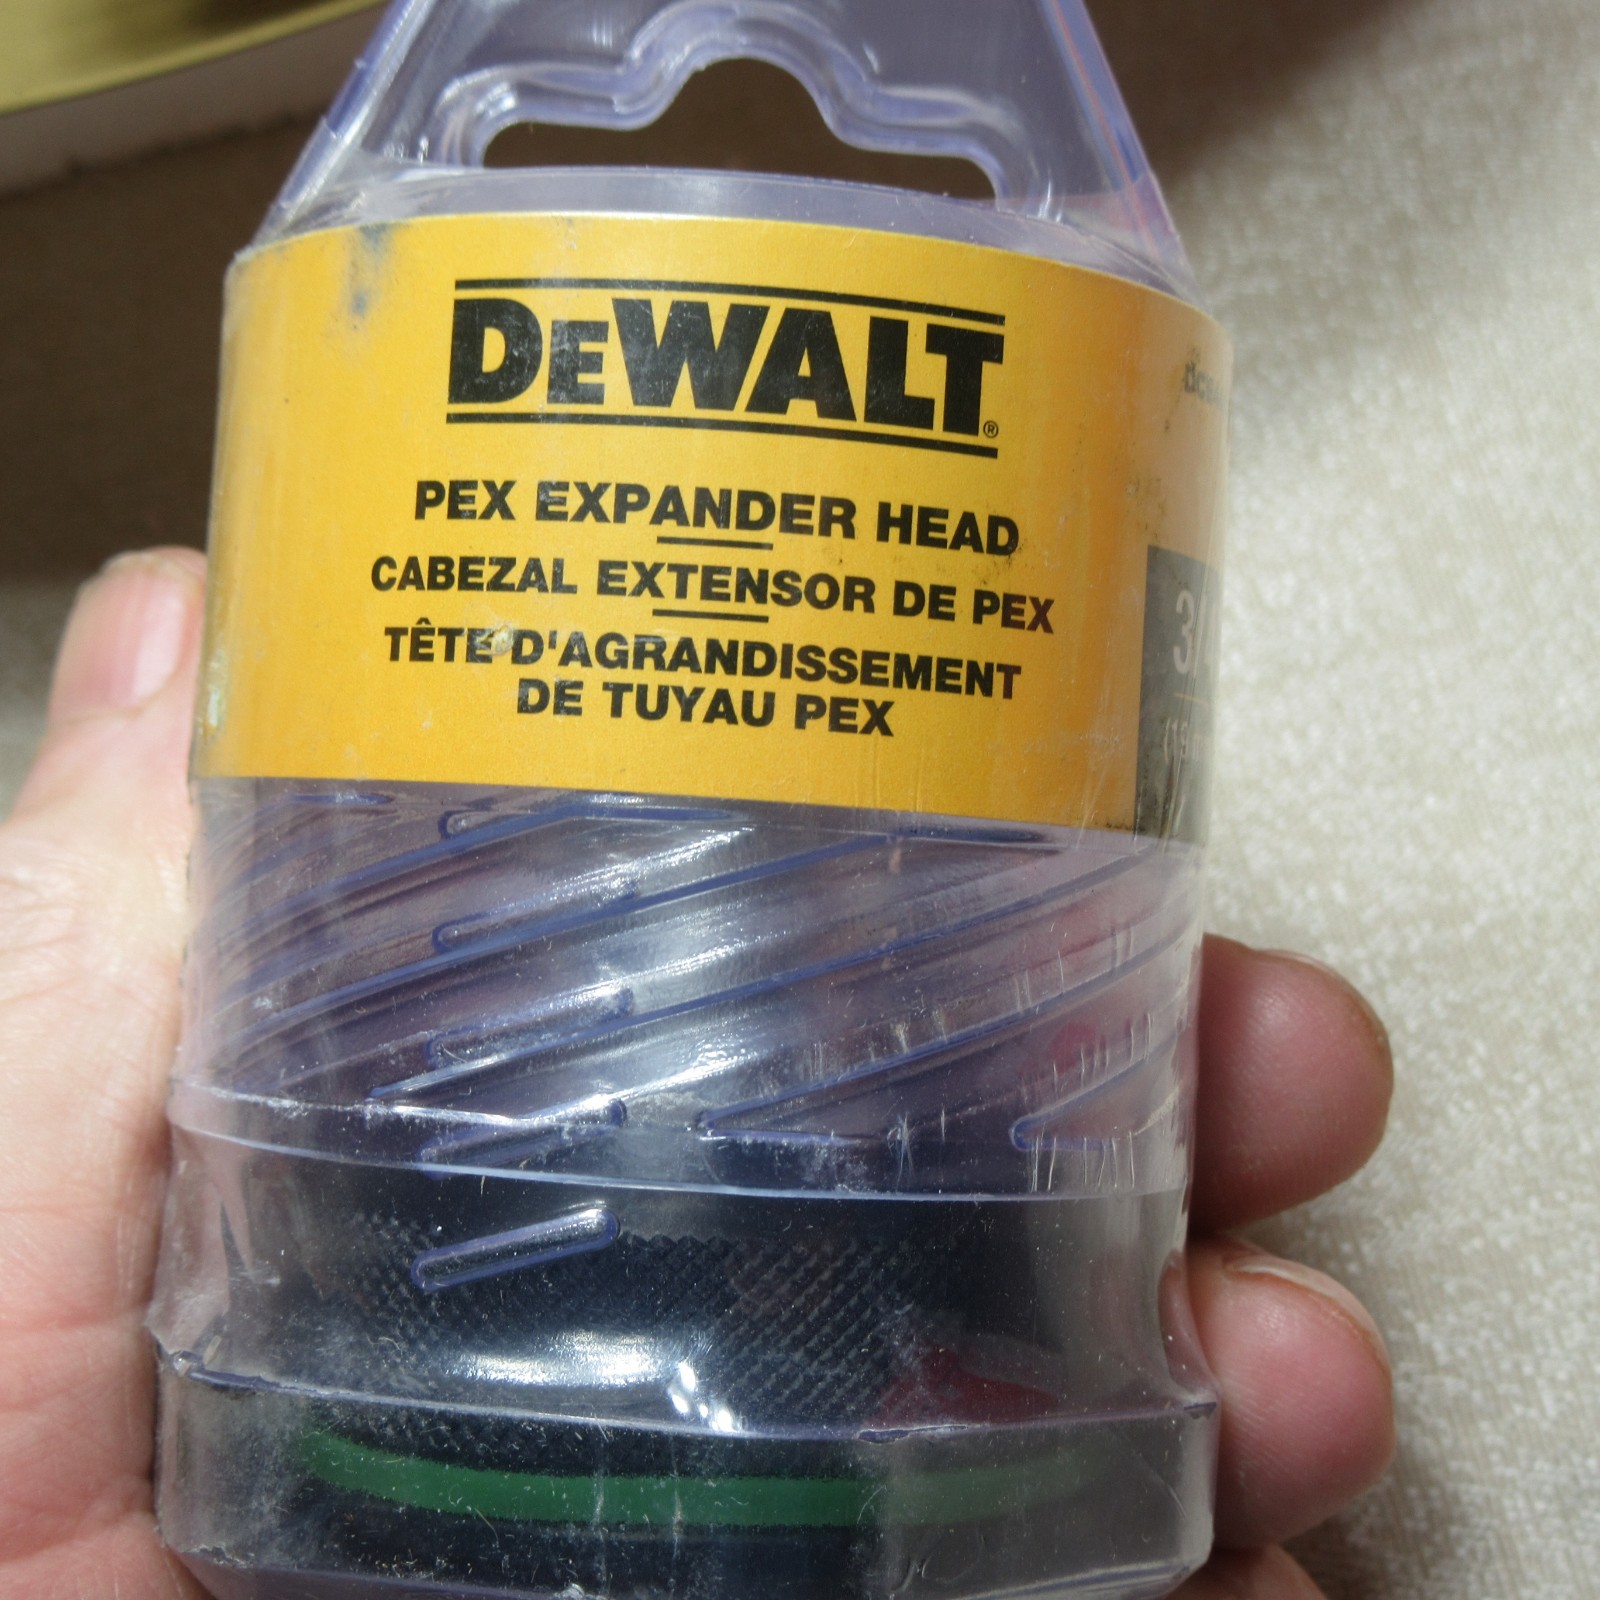 DEWALT®
PEX EXPANDER HEAD
CABEZAL EXTENSOR DE PEX
TÊTE D'AGRANDISSEMENT
DE TUYAU PEX